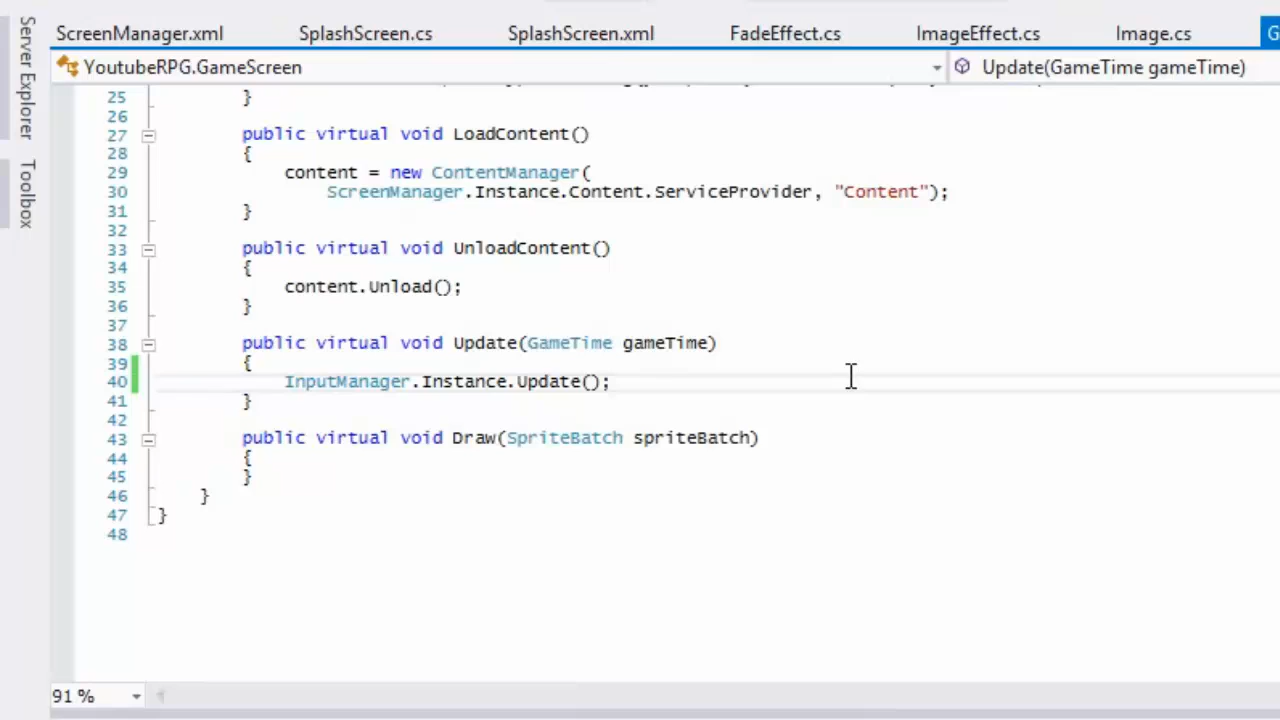 Server Explorer
Toolbox
ScreenManager.xml SplashScreen.cs SplashScreen.xml FadeEffect.cs ImageEffect.cs Image.cs G
YoutubeRPG.GameScreen Update(GameTime gameTime)
25 }
26
27 public virtual void LoadContent()
28 {
29 content = new ContentManager(
30 ScreenManager.Instance.Content.ServiceProvider, "Content");
31 }
32
33 public virtual void UnloadContent()
34 {
35 content.Unload();
36 }
37
38 public virtual void Update(GameTime gameTime)
39 {
40 InputManager.Instance.Update();
41 }
42
43 public virtual void Draw(SpriteBatch spriteBatch)
44 {
45 }
46 }
47 }
48
91 %